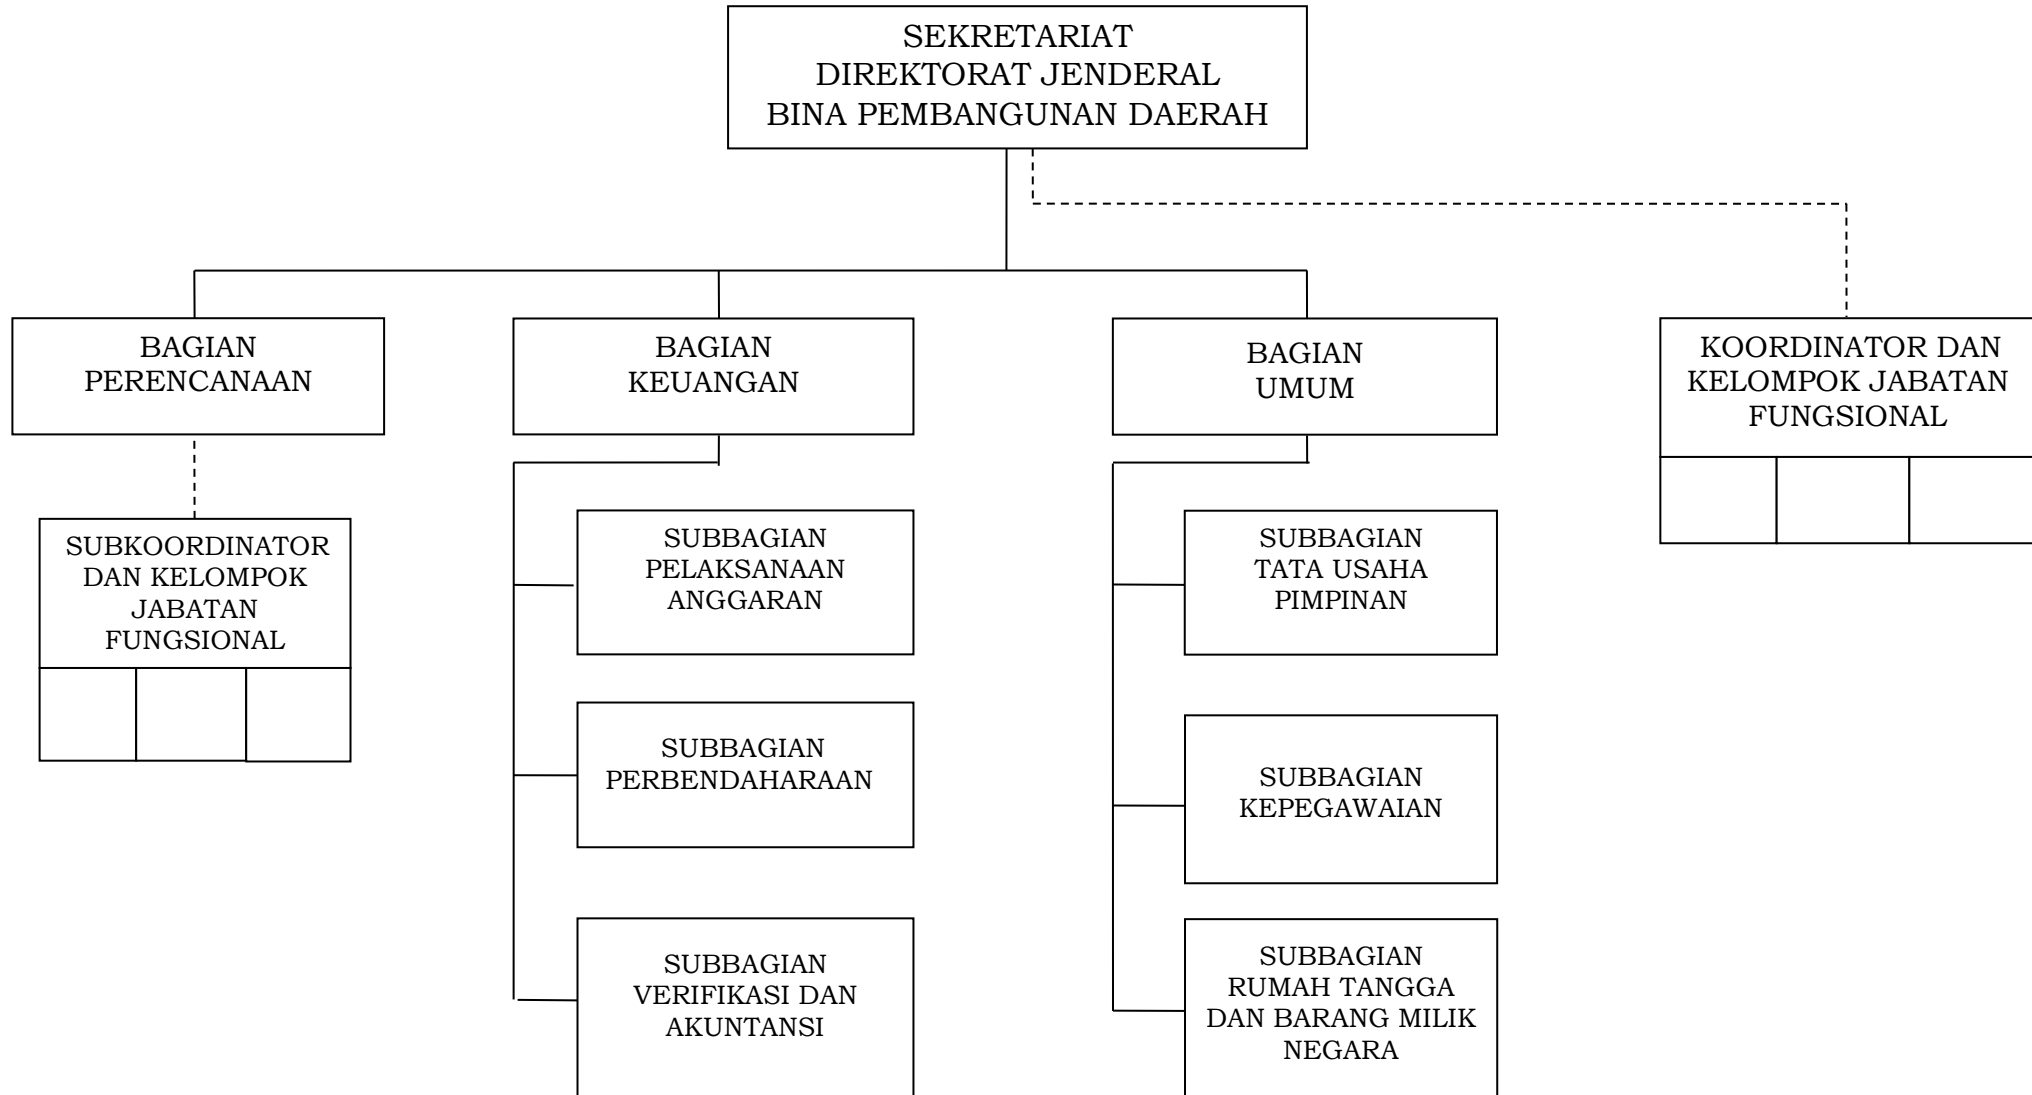 SEKRETARIAT
DIREKTORAT JENDERAL
BINA PEMBANGUNAN DAERAH
BAGIAN
PERENCANAAN
BAGIAN
KEUANGAN
BAGIAN
UMUM
KOORDINATOR DAN
KELOMPOK JABATAN
FUNGSIONAL
SUBKOORDINATOR
DAN KELOMPOK
JABATAN
FUNGSIONAL
SUBBAGIAN
PELAKSANAAN
ANGGARAN
SUBBAGIAN
PERBENDAHARAAN
SUBBAGIAN
VERIFIKASI DAN
AKUNTANSI
SUBBAGIAN
TATA USAHA
PIMPINAN
SUBBAGIAN
KEPEGAWAIAN
SUBBAGIAN
RUMAH TANGGA
DAN BARANG MILIK
NEGARA